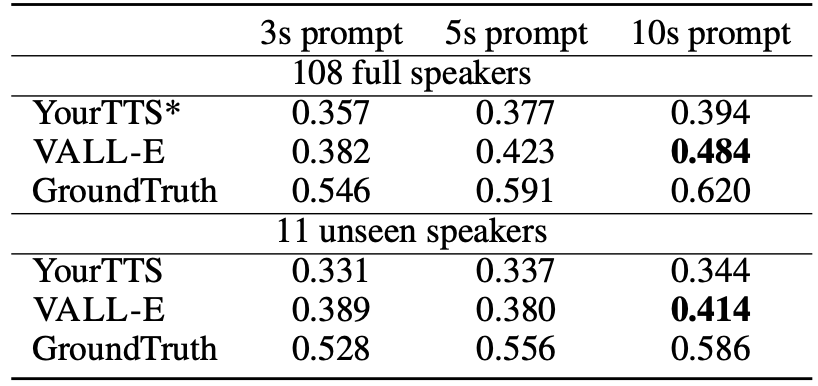 3s prompt 5s prompt 10s prompt
108 full speakers
YourTTS* 0.357 0.377 0.394
VALL-E 0.382 0.423 0.484
GroundTruth 0.546 0.591 0.620
11 unseen speakers
YourTTS 0.331 0.337 0.344
VALL-E 0.389 0.380 0.414
GroundTruth 0.528 0.556 0.586